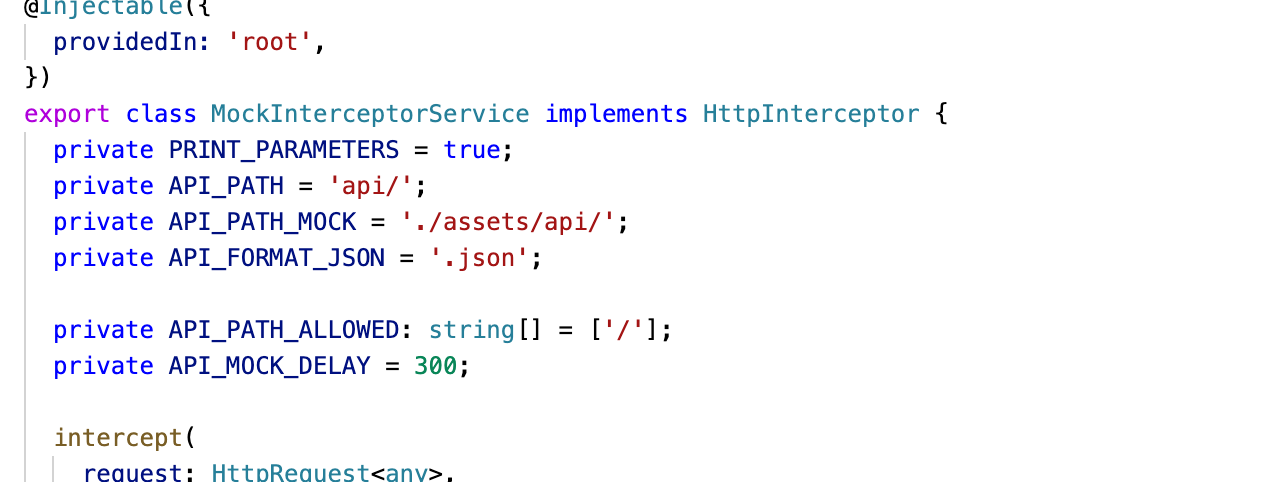 @Injectable({
  providedIn: 'root',
})
export class MockInterceptorService implements HttpInterceptor {
  private PRINT_PARAMETERS = true;
  private API_PATH = 'api/';
  private API_PATH_MOCK = './assets/api/';
  private API_FORMAT_JSON = '.json';

  private API_PATH_ALLOWED: string[] = ['/'];
  private API_MOCK_DELAY = 300;

  intercept(
    request: HttpRequest<any>,